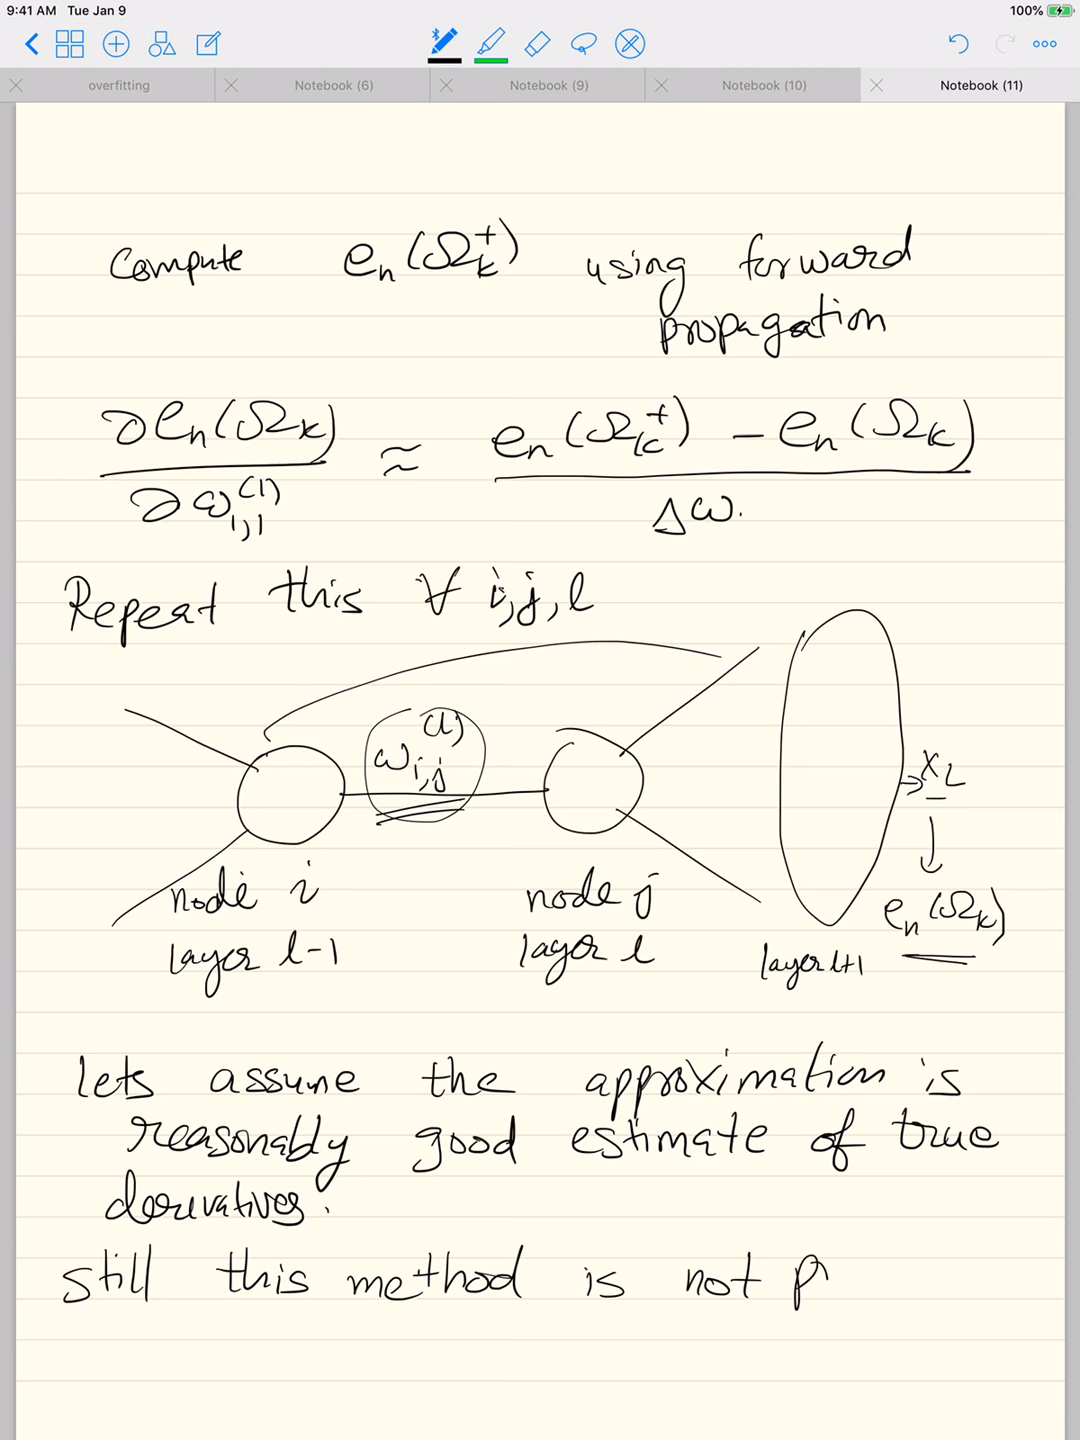 9:41 AM Tue Jan 9
100%
overfitting
Notebook (6)
Notebook (9)
Notebook (10)
Notebook (11)
Compute eₙ(Ωₖ⁺) using forward
propagation
∂eₙ(Ωₖ) / ∂ω₁,₁⁽¹⁾ ≈ (eₙ(Ωₖ⁺) − eₙ(Ωₖ)) / Δω.
Repeat this ∀ i,j,l
ω_{i,j}^{(l)}
X_L
node i
layer l-1
node j
layer l
layer l+1
eₙ(Ωₖ)
lets assume the approximation is
reasonably good estimate of true
derivatives.
still this method is not p